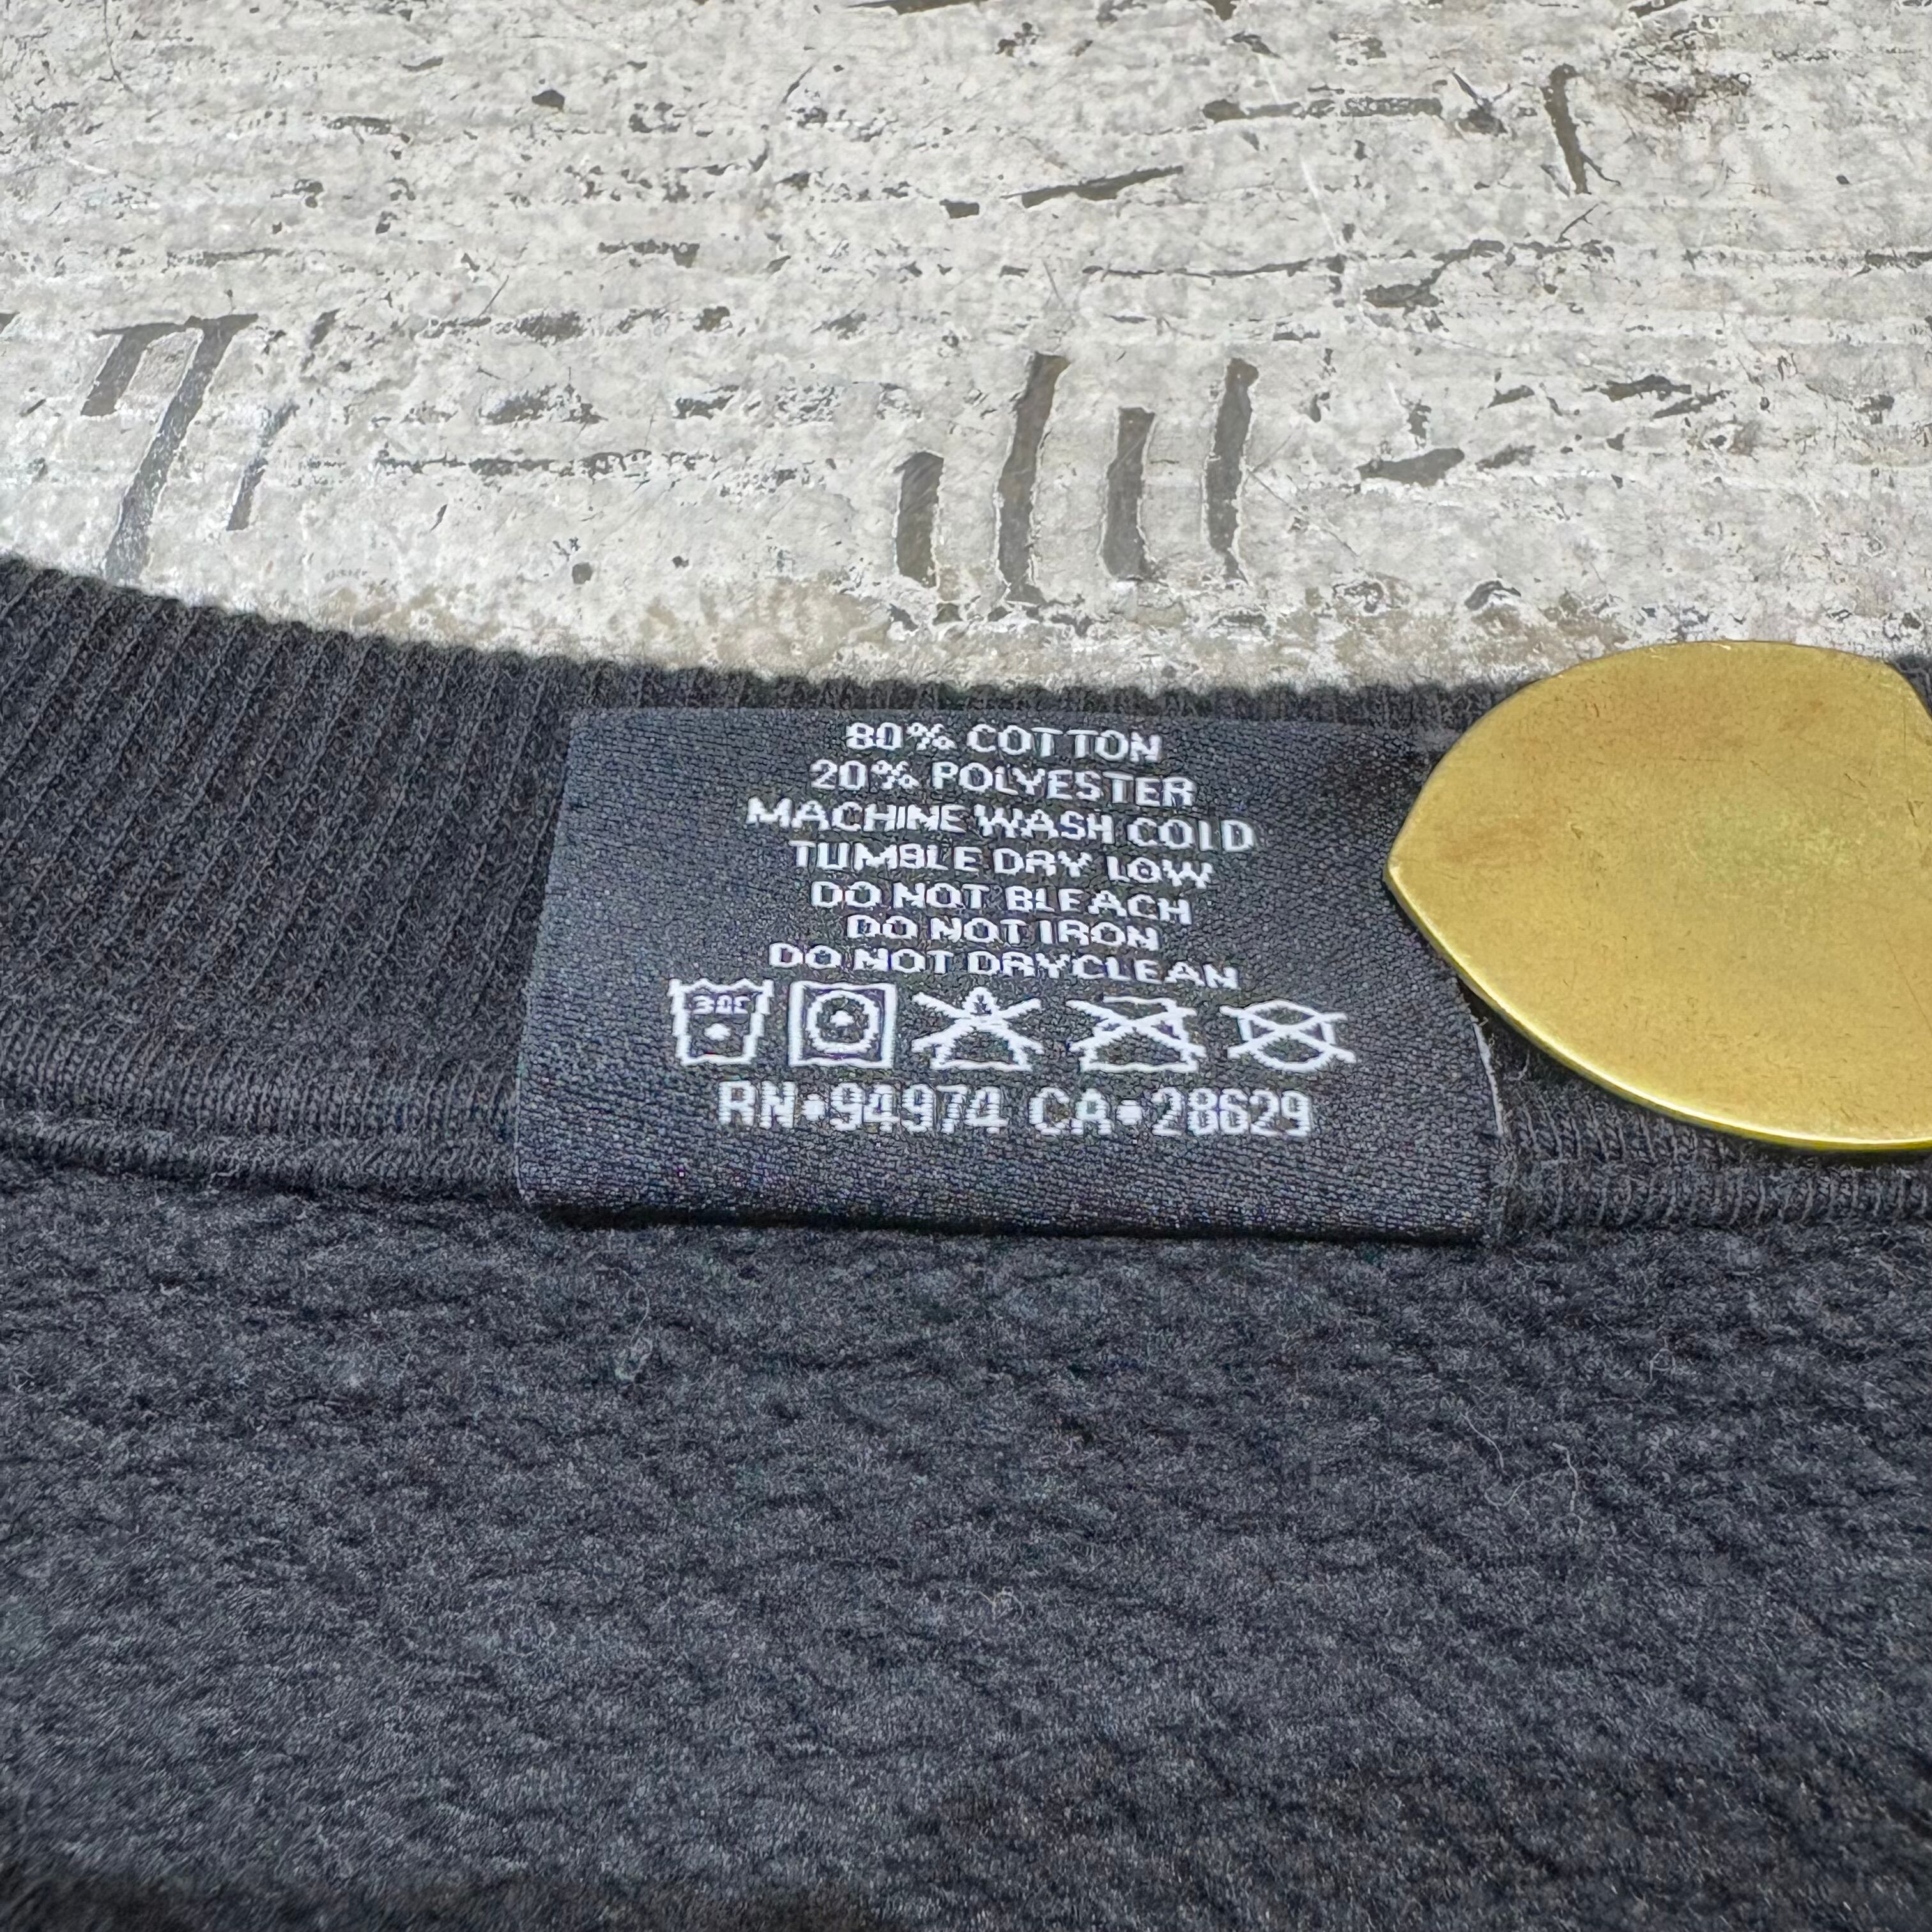 80% COTTON
20% POLYESTER
MACHINE WASH COLD
TUMBLE DRY LOW
DO NOT BLEACH
DO NOT IRON
DO NOT DRYCLEAN
RN•94974 CA•28629